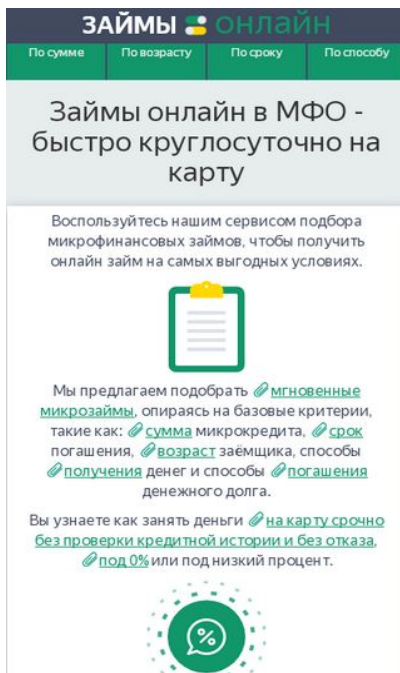 ЗАЙМЫ ОНЛАЙН
По сумме По возрасту По сроку По способу
Займы онлайн в МФО -
быстро круглосуточно на
карту
Воспользуйтесь нашим сервисом подбора
микрофинансовых займов, чтобы получить
онлайн займ на самых выгодных условиях.
Мы предлагаем подобрать мгновенные
микрозаймы, опираясь на базовые критерии,
такие как: сумма микрокредита, срок
погашения, возраст заёмщика, способы
получения денег и способы погашения
денежного долга.
Вы узнаете как занять деньги на карту срочно
без проверки кредитной истории и без отказа,
под 0% или под низкий процент.
%